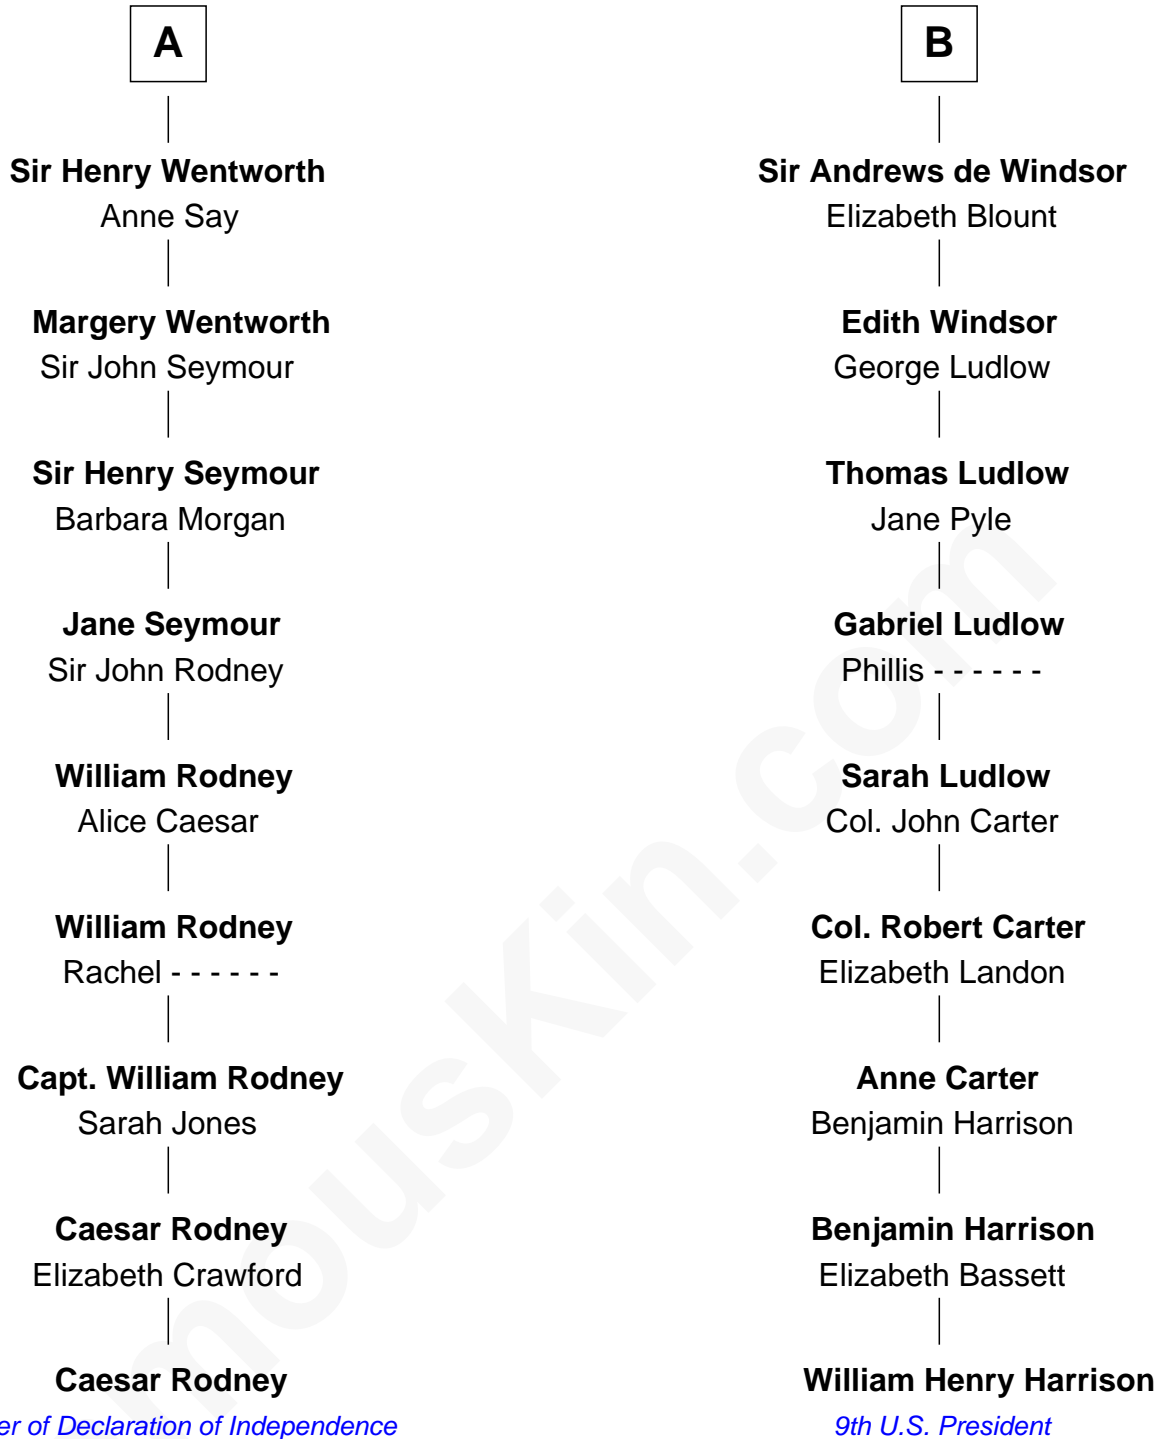 A
Sir Henry Wentworth
Anne Say
Margery Wentworth
Sir John Seymour
Sir Henry Seymour
Barbara Morgan
Jane Seymour
Sir John Rodney
William Rodney
Alice Caesar
William Rodney
Rachel - - - - - -
Capt. William Rodney
Sarah Jones
Caesar Rodney
Elizabeth Crawford
Caesar Rodney
er of Declaration of Independence
B
Sir Andrews de Windsor
Elizabeth Blount
Edith Windsor
George Ludlow
Thomas Ludlow
Jane Pyle
Gabriel Ludlow
Phillis - - - - - -
Sarah Ludlow
Col. John Carter
Col. Robert Carter
Elizabeth Landon
Anne Carter
Benjamin Harrison
Benjamin Harrison
Elizabeth Bassett
William Henry Harrison
9th U.S. President
mousKin.com